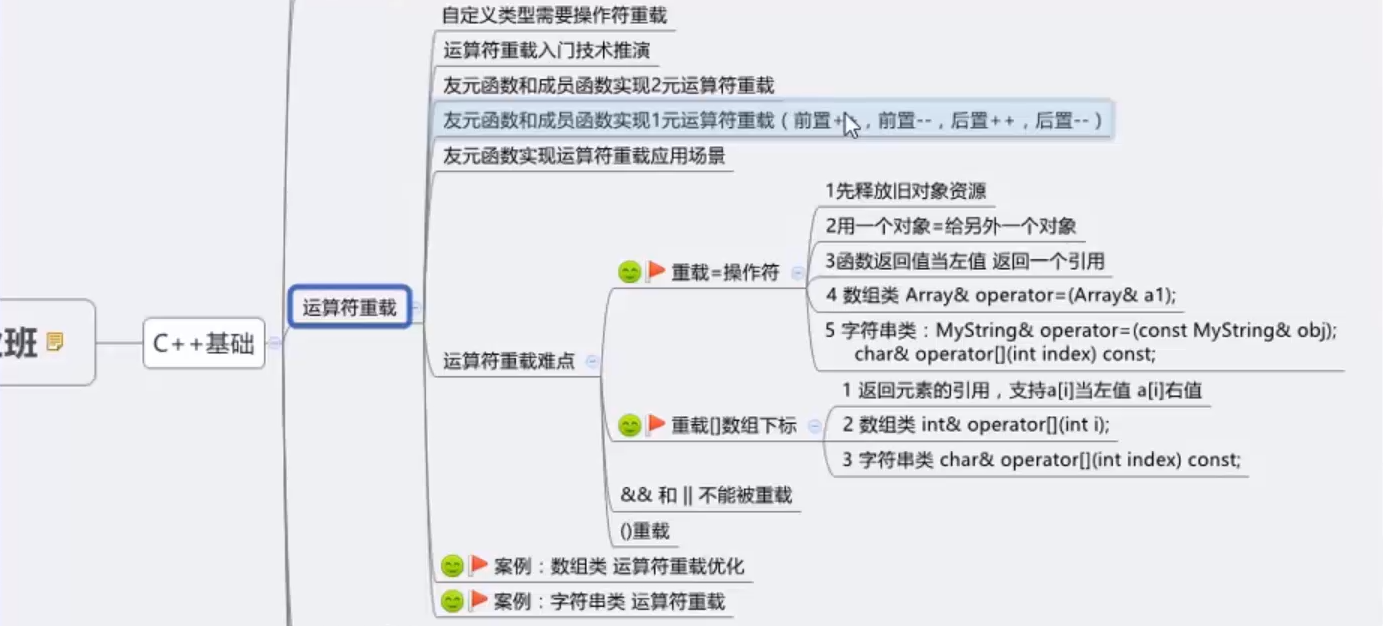 自定义类型需要操作符重载
运算符重载入门技术推演
友元函数和成员函数实现2元运算符重载
友元函数和成员函数实现1元运算符重载（前置+，前置--，后置++，后置--）
友元函数实现运算符重载应用场景
1先释放旧对象资源
2用一个对象=给另外一个对象
重载=操作符
3函数返回值当左值 返回一个引用
4 数组类 Array& operator=(Array& a1);
5 字符串类：MyString& operator=(const MyString& obj);
char& operator[](int index) const;
班
C++基础
运算符重载
运算符重载难点
1 返回元素的引用，支持a[i]当左值 a[i]右值
重载[]数组下标
2 数组类 int& operator[](int i);
3 字符串类 char& operator[](int index) const;
&& 和 || 不能被重载
()重载
案例：数组类 运算符重载优化
案例：字符串类 运算符重载